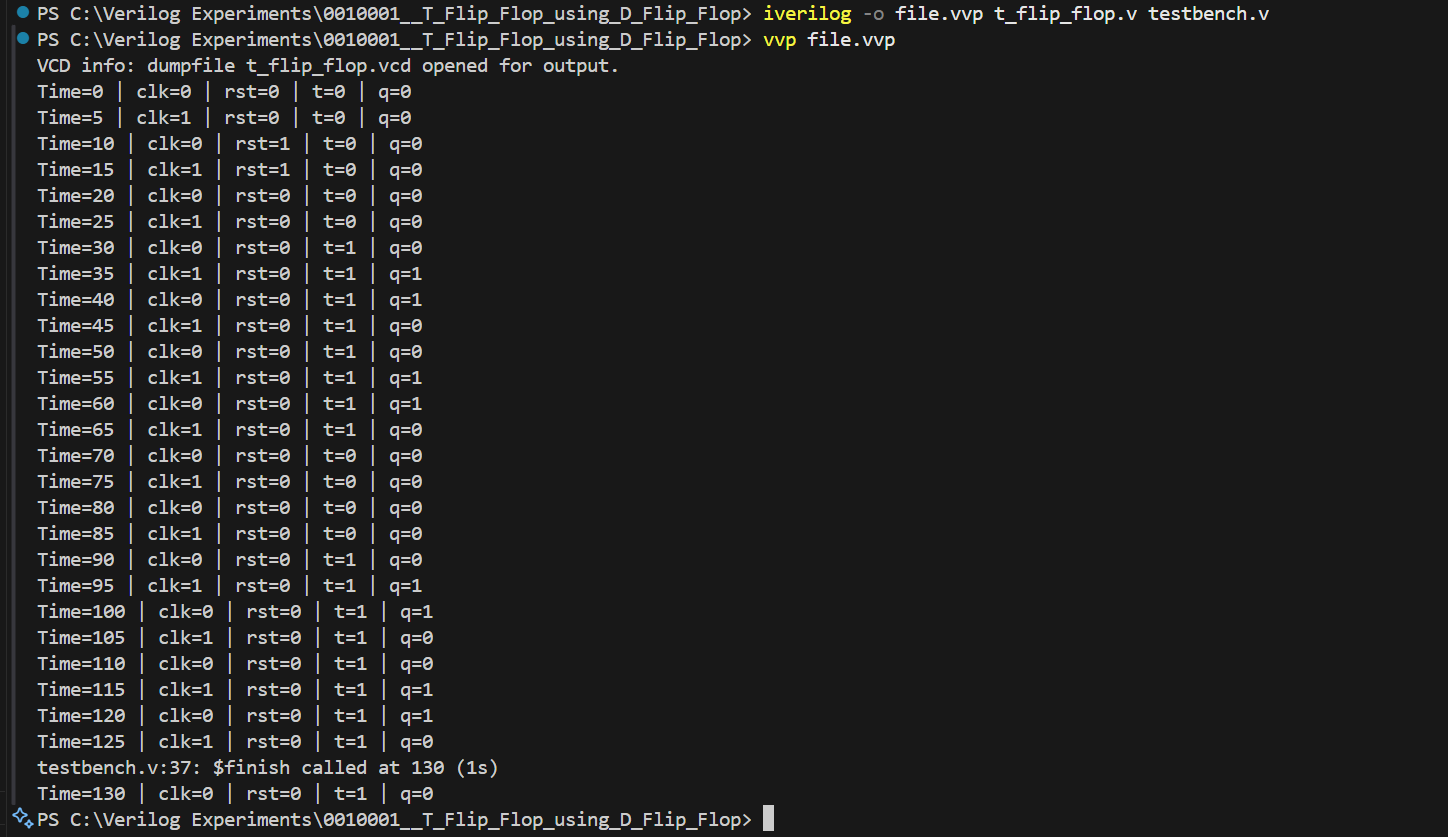 PS C:\Verilog Experiments\0010001__T_Flip_Flop_using_D_Flip_Flop> iverilog -o file.vvp t_flip_flop.v testbench.v
PS C:\Verilog Experiments\0010001__T_Flip_Flop_using_D_Flip_Flop> vvp file.vvp
VCD info: dumpfile t_flip_flop.vcd opened for output.
Time=0 | clk=0 | rst=0 | t=0 | q=0
Time=5 | clk=1 | rst=0 | t=0 | q=0
Time=10 | clk=0 | rst=1 | t=0 | q=0
Time=15 | clk=1 | rst=1 | t=0 | q=0
Time=20 | clk=0 | rst=0 | t=0 | q=0
Time=25 | clk=1 | rst=0 | t=0 | q=0
Time=30 | clk=0 | rst=0 | t=1 | q=0
Time=35 | clk=1 | rst=0 | t=1 | q=1
Time=40 | clk=0 | rst=0 | t=1 | q=1
Time=45 | clk=1 | rst=0 | t=1 | q=0
Time=50 | clk=0 | rst=0 | t=1 | q=0
Time=55 | clk=1 | rst=0 | t=1 | q=1
Time=60 | clk=0 | rst=0 | t=1 | q=1
Time=65 | clk=1 | rst=0 | t=1 | q=0
Time=70 | clk=0 | rst=0 | t=0 | q=0
Time=75 | clk=1 | rst=0 | t=0 | q=0
Time=80 | clk=0 | rst=0 | t=0 | q=0
Time=85 | clk=1 | rst=0 | t=0 | q=0
Time=90 | clk=0 | rst=0 | t=1 | q=0
Time=95 | clk=1 | rst=0 | t=1 | q=1
Time=100 | clk=0 | rst=0 | t=1 | q=1
Time=105 | clk=1 | rst=0 | t=1 | q=0
Time=110 | clk=0 | rst=0 | t=1 | q=0
Time=115 | clk=1 | rst=0 | t=1 | q=1
Time=120 | clk=0 | rst=0 | t=1 | q=1
Time=125 | clk=1 | rst=0 | t=1 | q=0
testbench.v:37: $finish called at 130 (1s)
Time=130 | clk=0 | rst=0 | t=1 | q=0
PS C:\Verilog Experiments\0010001__T_Flip_Flop_using_D_Flip_Flop>